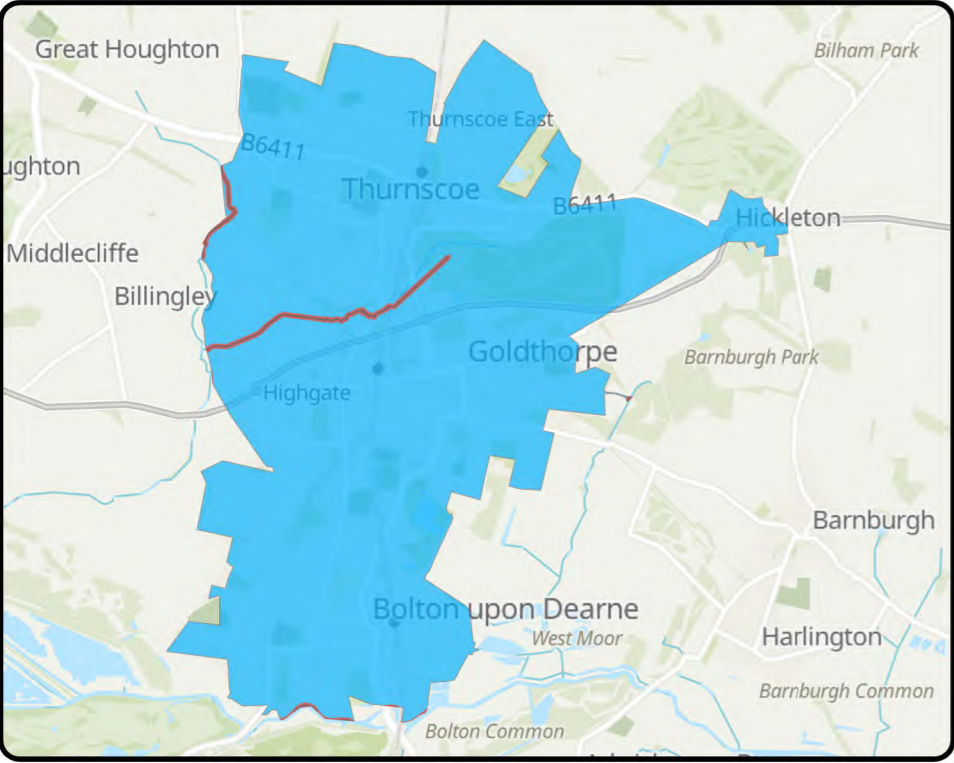 Great Houghton
Bilham Park
Thurnscoe East
B6411
ughton
Thurnscoe
B6411
Hickleton
Middlecliffe
Billingley
Goldthorpe
Barnburgh Park
Highgate
Barnburgh
Bolton upon Dearne
West Moor
Harlington
Barnburgh Common
Bolton Common